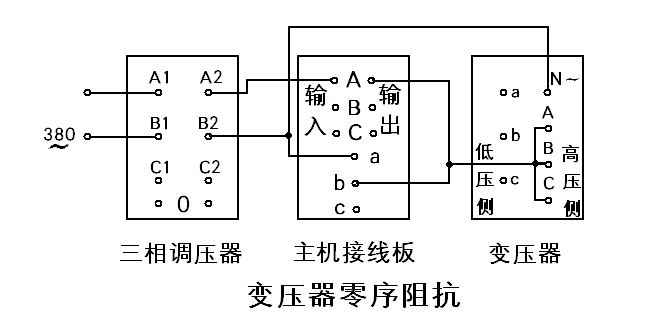 A1 A2
380
~
B1 B2
C1 C2
0
三相调压器
输入
A
B
C
输出
a
b
c
主机接线板
N~
a
b
c
低压侧
A
B
C
高压侧
变压器
变压器零序阻抗